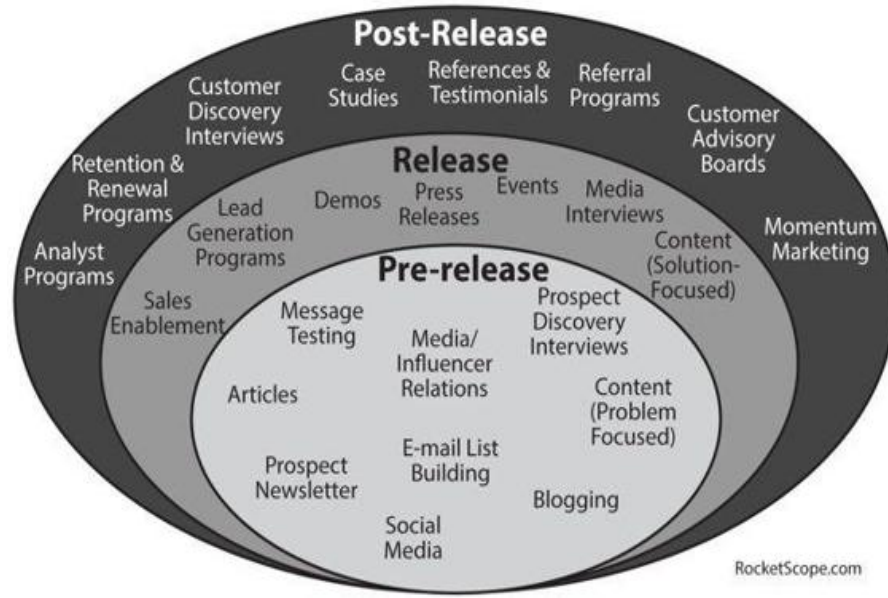 Post-Release
Customer
Discovery
Interviews
Case
Studies
References &
Testimonials
Referral
Programs
Customer
Advisory
Boards
Retention &
Renewal
Programs
Analyst
Programs
Momentum
Marketing
Release
Lead
Generation
Programs
Demos
Press
Releases
Events
Media
Interviews
Content
(Solution-
Focused)
Sales
Enablement
Pre-release
Message
Testing
Media/
Influencer
Relations
Prospect
Discovery
Interviews
Articles
Content
(Problem
Focused)
Prospect
Newsletter
E-mail List
Building
Blogging
Social
Media
RocketScope.com